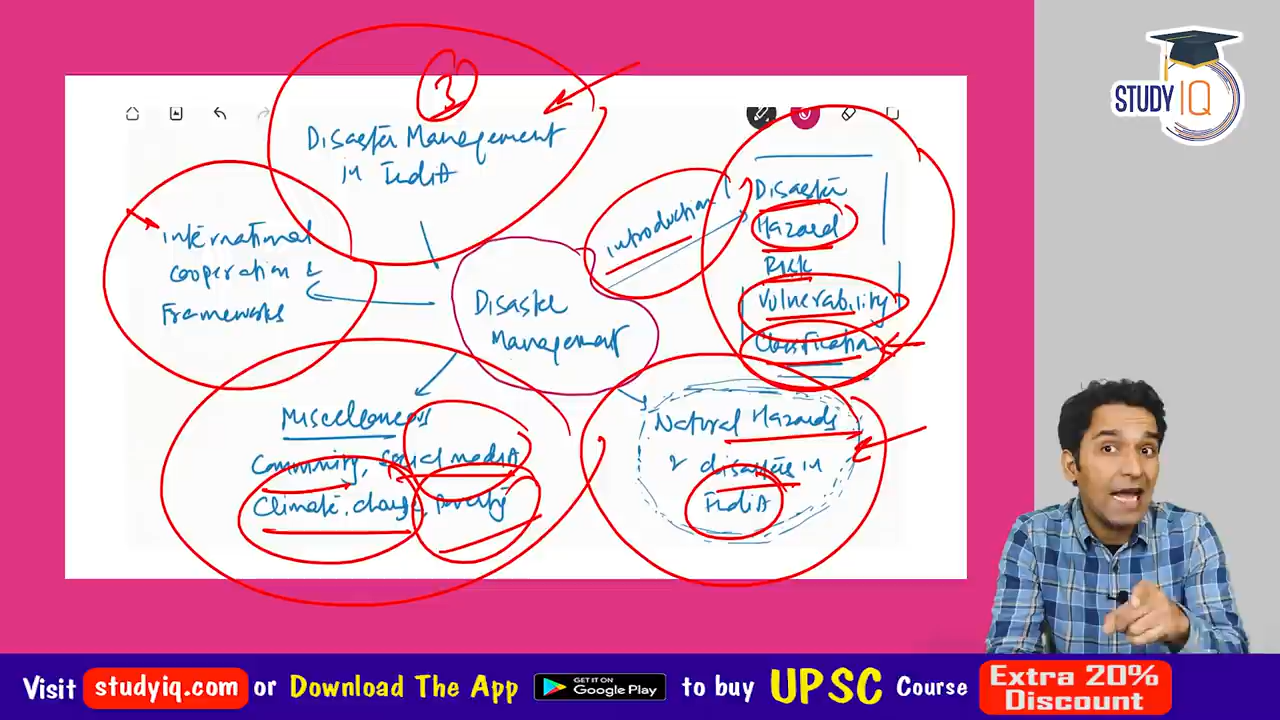 STUDY IQ
3
Disaster Management
in India
Introduction
Disaster
Hazard
Risk
Vulnerability
Classification
International
cooperation &
Frameworks
Disaster
Management
Miscelleneous
Community, Social media
Climate change, Poverty
Natural Hazards
& disasters in
India
Visit studyiq.com or Download The App GET IT ON Google Play to buy UPSC Course Extra 20% Discount